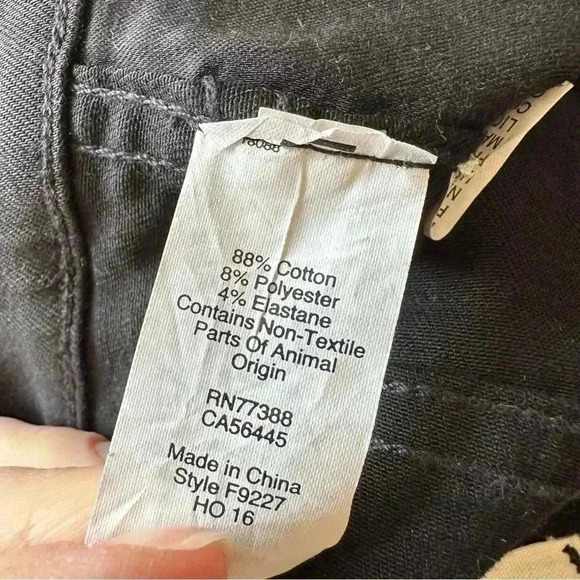 88% Cotton
8% Polyester
4% Elastane
Contains Non-Textile
Parts Of Animal
Origin
RN77388
CA56445
Made in China
Style F9227
HO 16